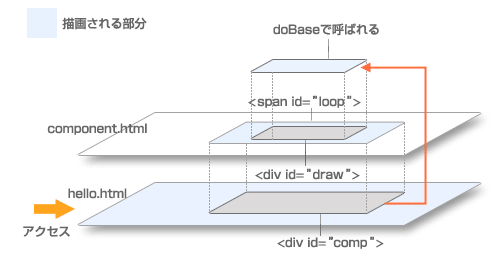 描画される部分
doBaseで呼ばれる
<span id="loop">
component.html
<div id="draw">
hello.html
アクセス
<div id="comp">